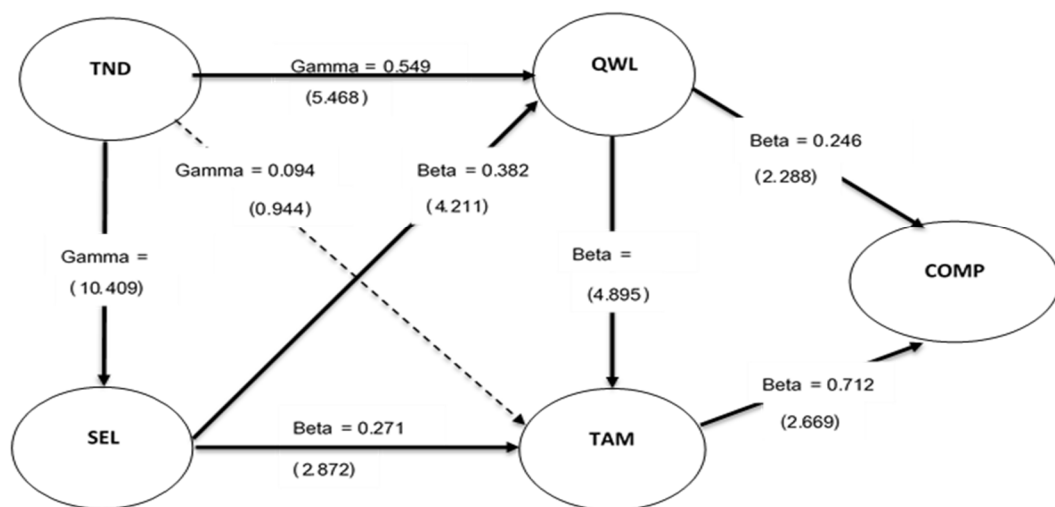 TND
QWL
Gamma = 0.549
(5.468)
Gamma = 0.094
(0.944)
Beta = 0.382
(4.211)
Beta = 0.246
(2.288)
Gamma =
(10.409)
Beta =
(4.895)
COMP
Beta = 0.712
(2.669)
SEL
Beta = 0.271
(2.872)
TAM